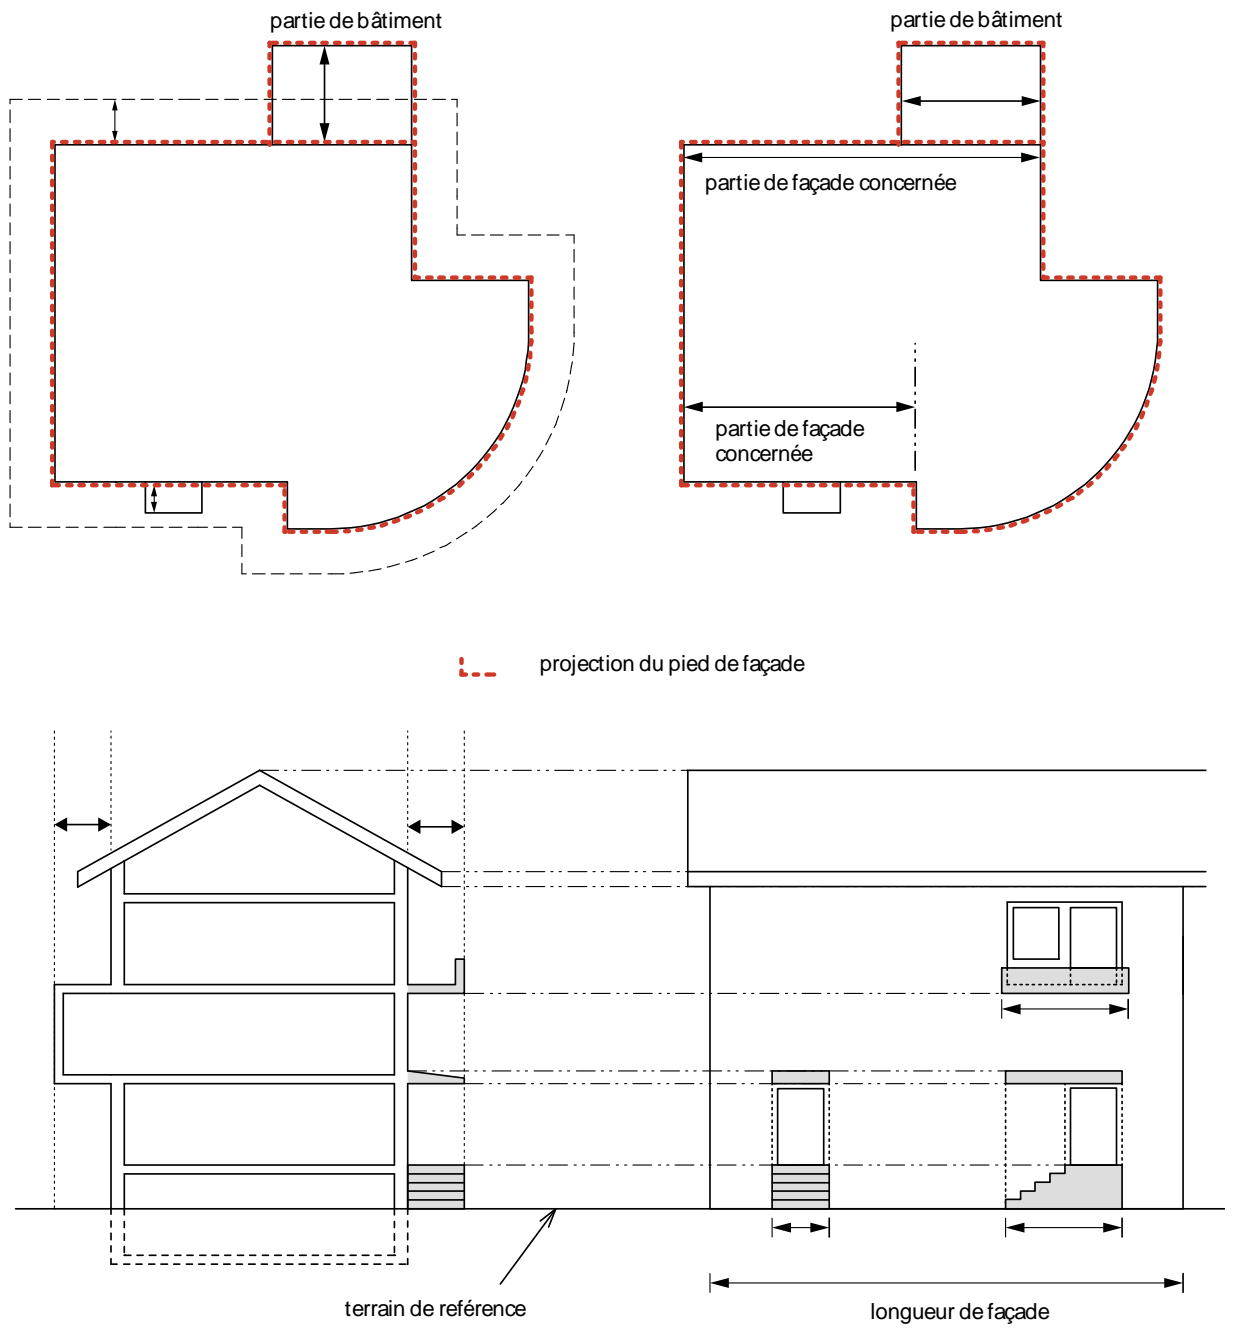 partie de bâtiment
partie de bâtiment
partie de façade concernée
partie de façade
concernée
projection du pied de façade
terrain de reférence
longueur de façade